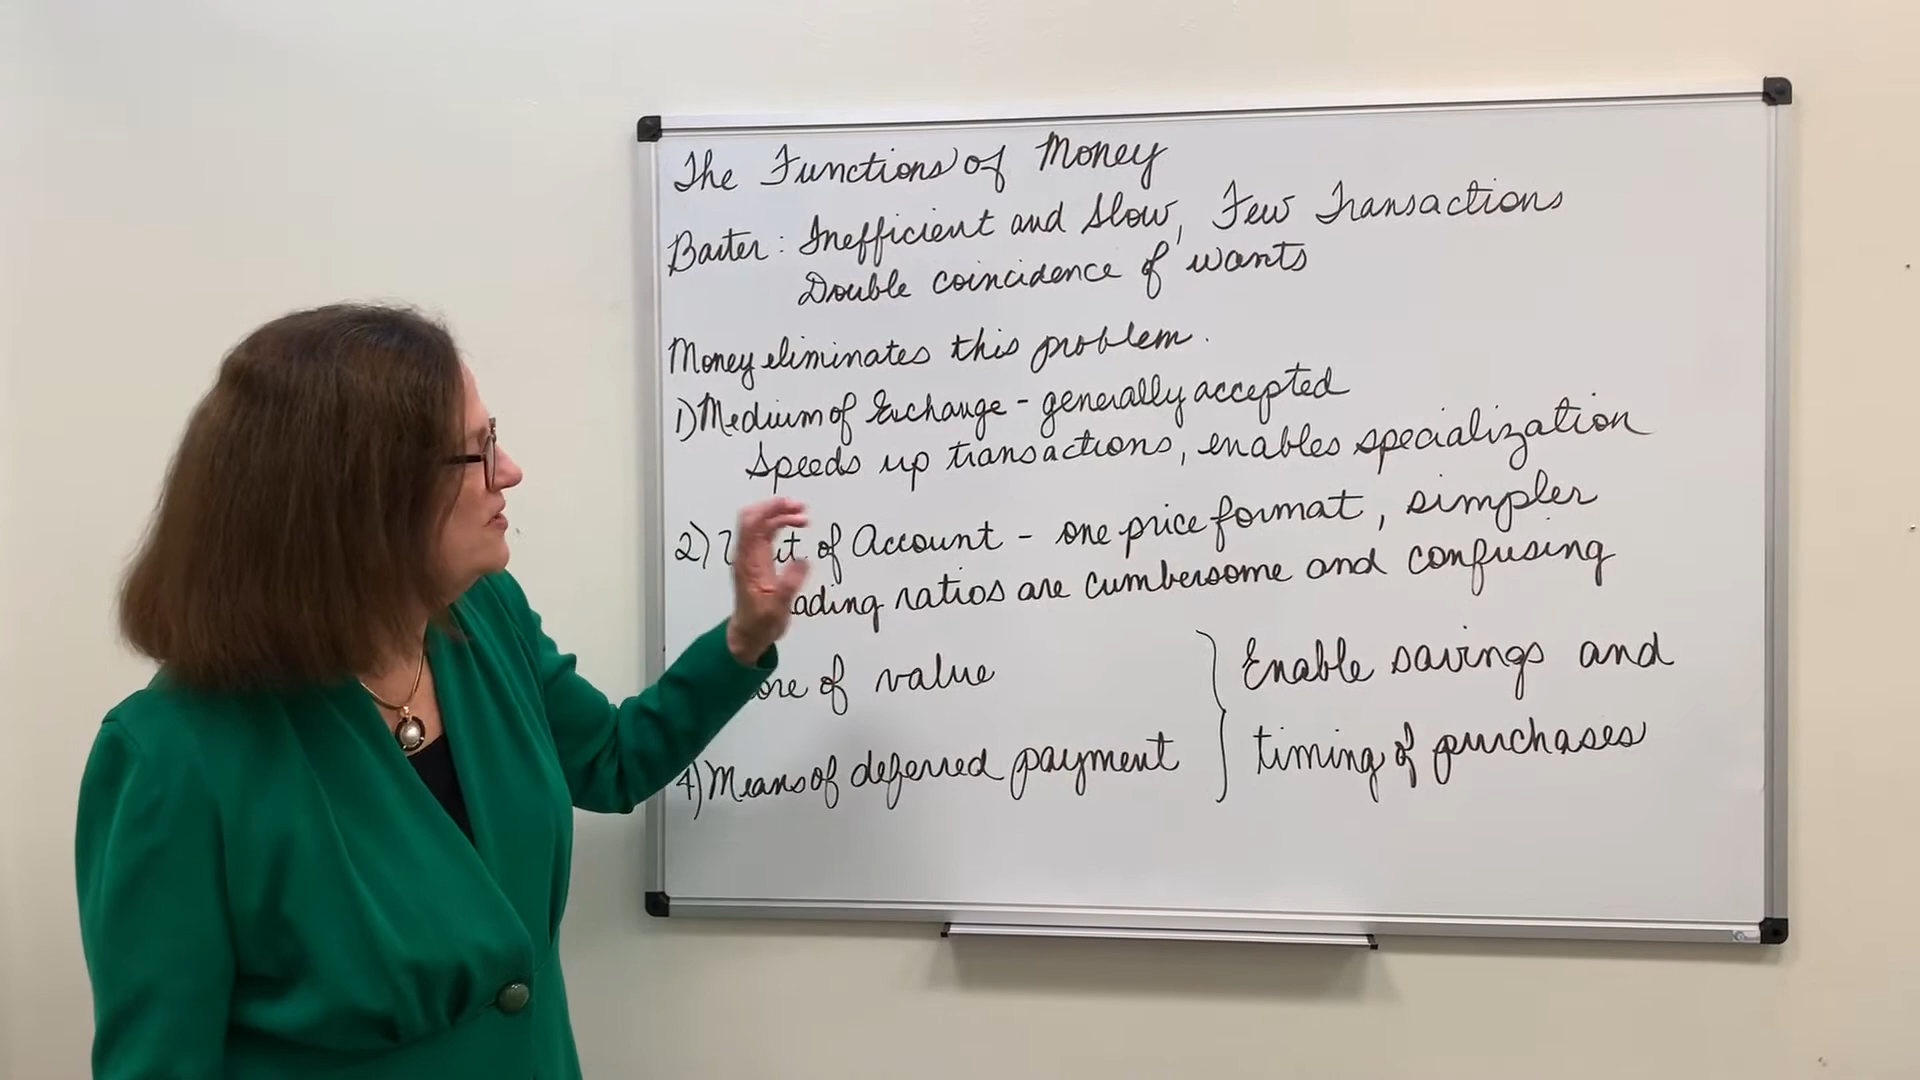 The Functions of Money
Barter: Inefficient and Slow, Few Transactions
Double coincidence of wants
Money eliminates this problem.
1) Medium of Exchange - generally accepted
Speeds up transactions, enables specialization
2) of Account - one price format, simpler
ratios are cumbersome and confusing
of value
4) Means of deferred payment
Enable savings and
timing of purchases